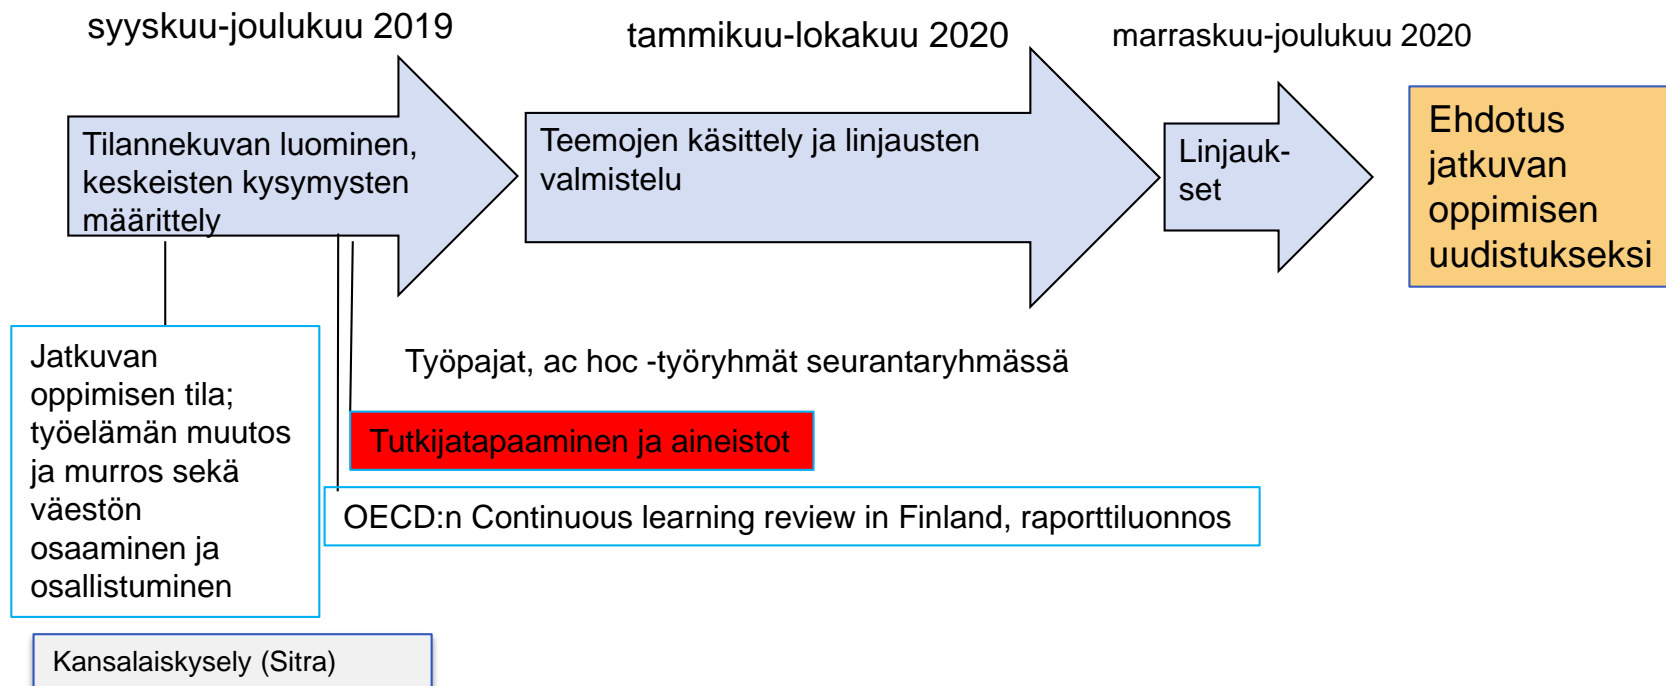 syyskuu-joulukuu 2019
tammikuu-lokakuu 2020
marraskuu-joulukuu 2020
Tilannekuvan luominen,
keskeisten kysymysten
määrittely
Teemojen käsittely ja linjausten
valmistelu
Linjauk-
set
Ehdotus
jatkuvan
oppimisen
uudistukseksi
Jatkuvan
oppimisen tila;
työelämän muutos
ja murros sekä
väestön
osaaminen ja
osallistuminen
Työpajat, ac hoc -työryhmät seurantaryhmässä
Tutkijatapaaminen ja aineistot
OECD:n Continuous learning review in Finland, raporttiluonnos
Kansalaiskysely (Sitra)